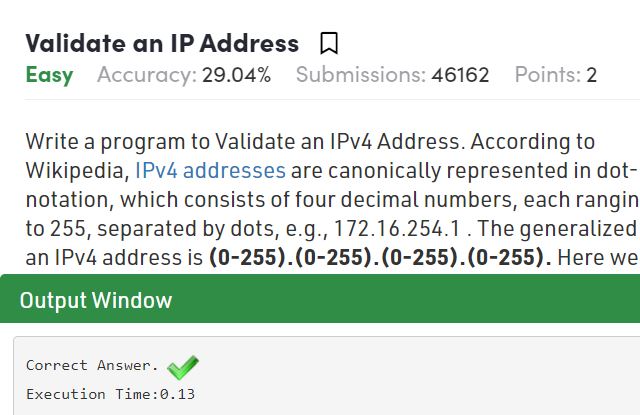 Validate an IP Address
Easy Accuracy: 29.04% Submissions: 46162 Points: 2
Write a program to Validate an IPv4 Address. According to
Wikipedia, IPv4 addresses are canonically represented in dot-
notation, which consists of four decimal numbers, each rangin
to 255, separated by dots, e.g., 172.16.254.1 . The generalized
an IPv4 address is (0-255).(0-255).(0-255).(0-255). Here we
Output Window
Correct Answer.
Execution Time:0.13